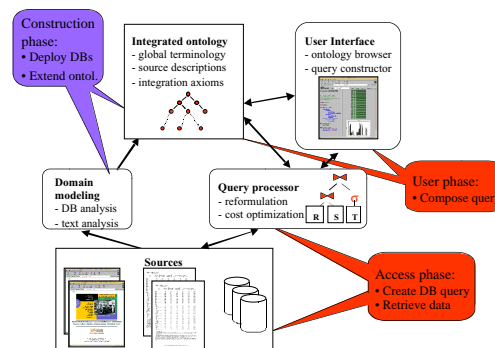 Construction
phase:
• Deploy DBs
• Extend ontol.
Integrated ontology
- global terminology
- source descriptions
- integration axioms
User Interface
- ontology browser
- query constructor
Domain
modeling
- DB analysis
- text analysis
Query processor
- reformulation
- cost optimization
σ
R S T
User phase:
• Compose quer
Sources
Access phase:
• Create DB query
• Retrieve data